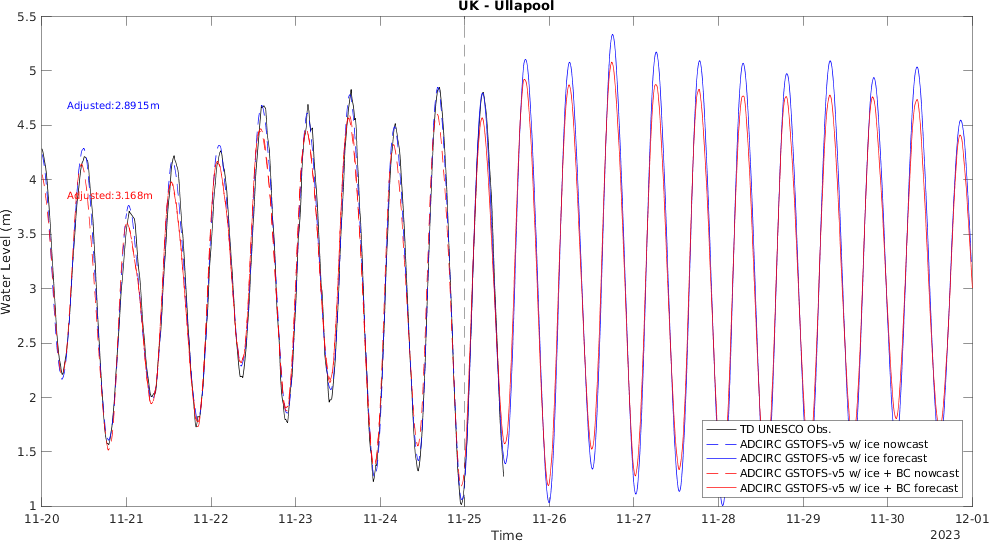 UK - Ullapool
5.5
5
4.5
4
3.5
3
2.5
2
1.5
1
Water Level (m)
Adjusted:2.8915m
Adjusted:3.168m
TD UNESCO Obs.
ADCIRC GSTOFS-v5 w/ ice nowcast
ADCIRC GSTOFS-v5 w/ ice forecast
ADCIRC GSTOFS-v5 w/ ice + BC nowcast
ADCIRC GSTOFS-v5 w/ ice + BC forecast
11-20 11-21 11-22 11-23 11-24 11-25 11-26 11-27 11-28 11-29 11-30 12-01
Time
2023